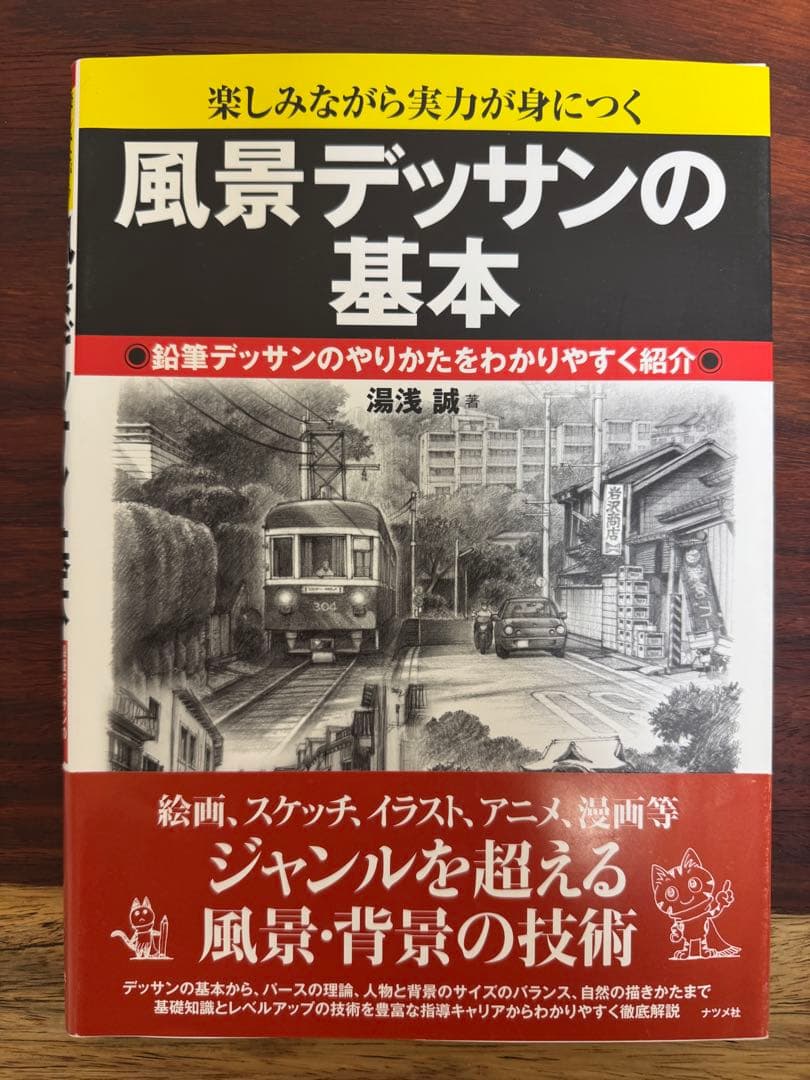 楽しみながら実力が身につく
風景デッサンの
基本
●鉛筆デッサンのやりかたをわかりやすく紹介●
湯浅 誠 著
304
岩沢商店
絵画、スケッチ、イラスト、アニメ、漫画等
ジャンルを超える
風景・背景の技術
デッサンの基本から、パースの理論、人物と背景のサイズのバランス、自然の描きかたまで
基礎知識とレベルアップの技術を豊富な指導キャリアからわかりやすく徹底解説
ナツメ社